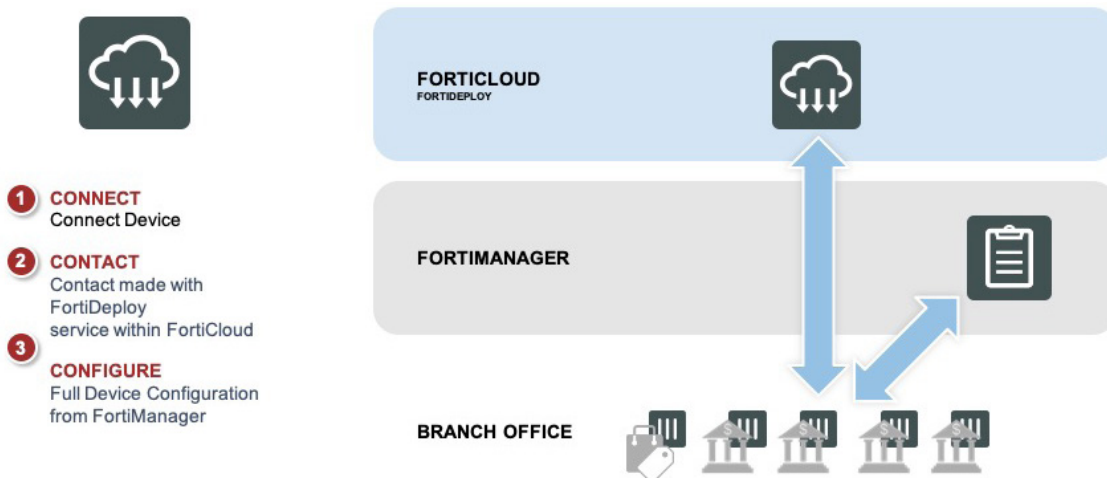 1 CONNECT
Connect Device
2 CONTACT
Contact made with
FortiDeploy
service within FortiCloud
3
CONFIGURE
Full Device Configuration
from FortiManager
FORTICLOUD
FORTIDEPLOY
FORTIMANAGER
BRANCH OFFICE